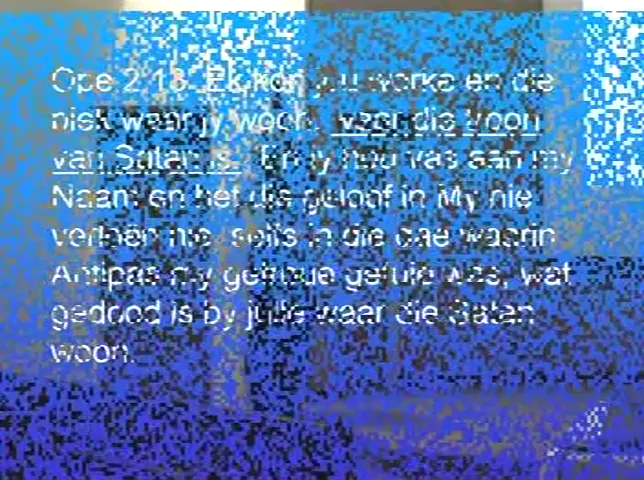 Ope 2:13 Ek ken jou werke en die
plek waar jy woon, waar die troon
van Satan is. En jy hou vas aan my
Naam en het die geloof in My nie
verloën nie, selfs in die dae waarin
Antipas my getroue getuie was, wat
gedood is by julle waar die Satan
woon.